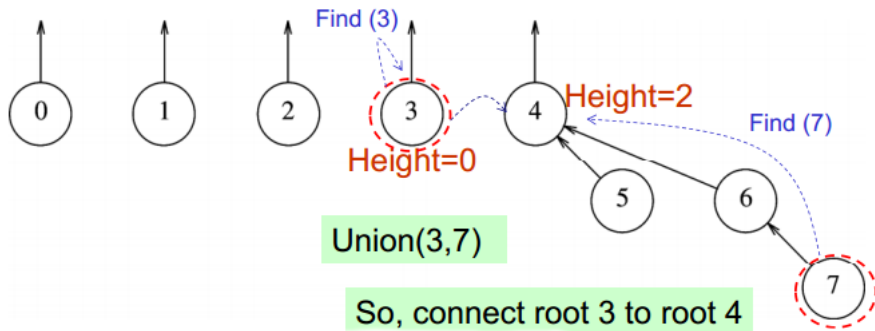 Find (3)
0
1
2
3
4
Height=2
Find (7)
Height=0
5
6
Union(3,7)
7
So, connect root 3 to root 4